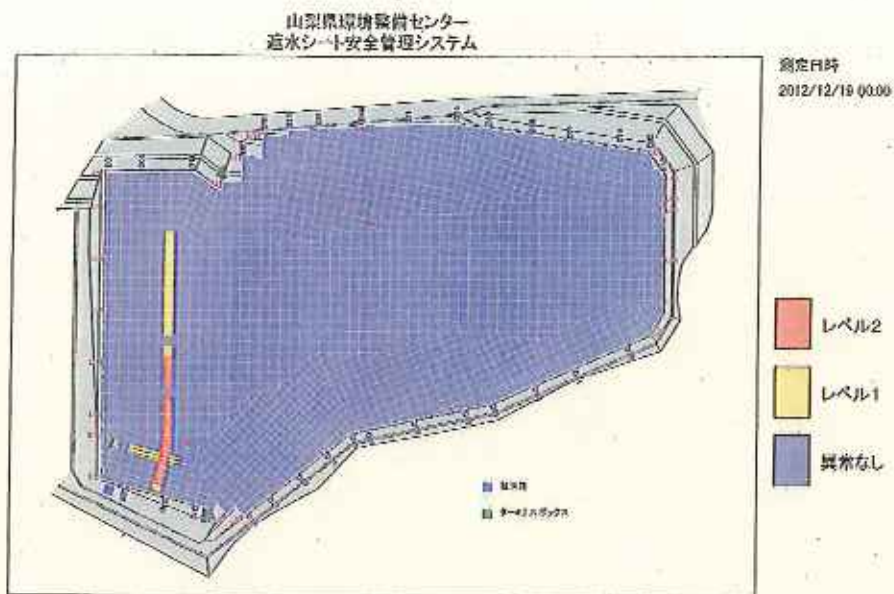 山梨県環境整備センター
遮水シート安全管理システム
測定日時
2012/12/19 00:00
レベル2
レベル1
異常なし